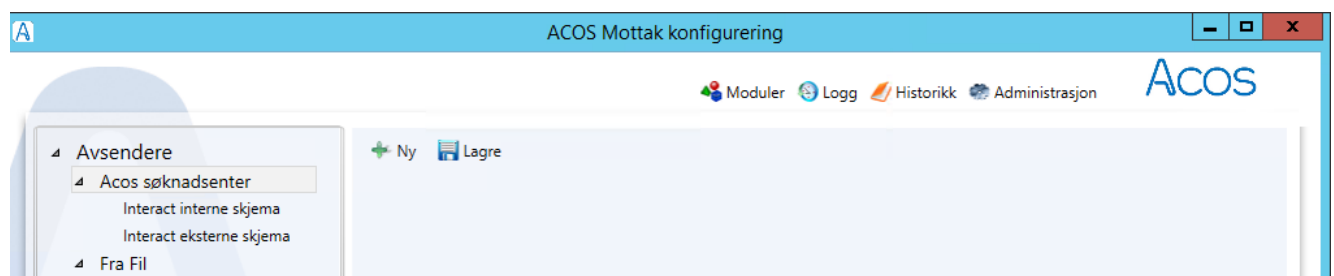 ACOS Mottak konfigurering
Moduler Logg Historikk Administrasjon
Acos
Avsendere
Ny Lagre
Acos søknadsenter
Interact interne skjema
Interact eksterne skjema
Fra Fil